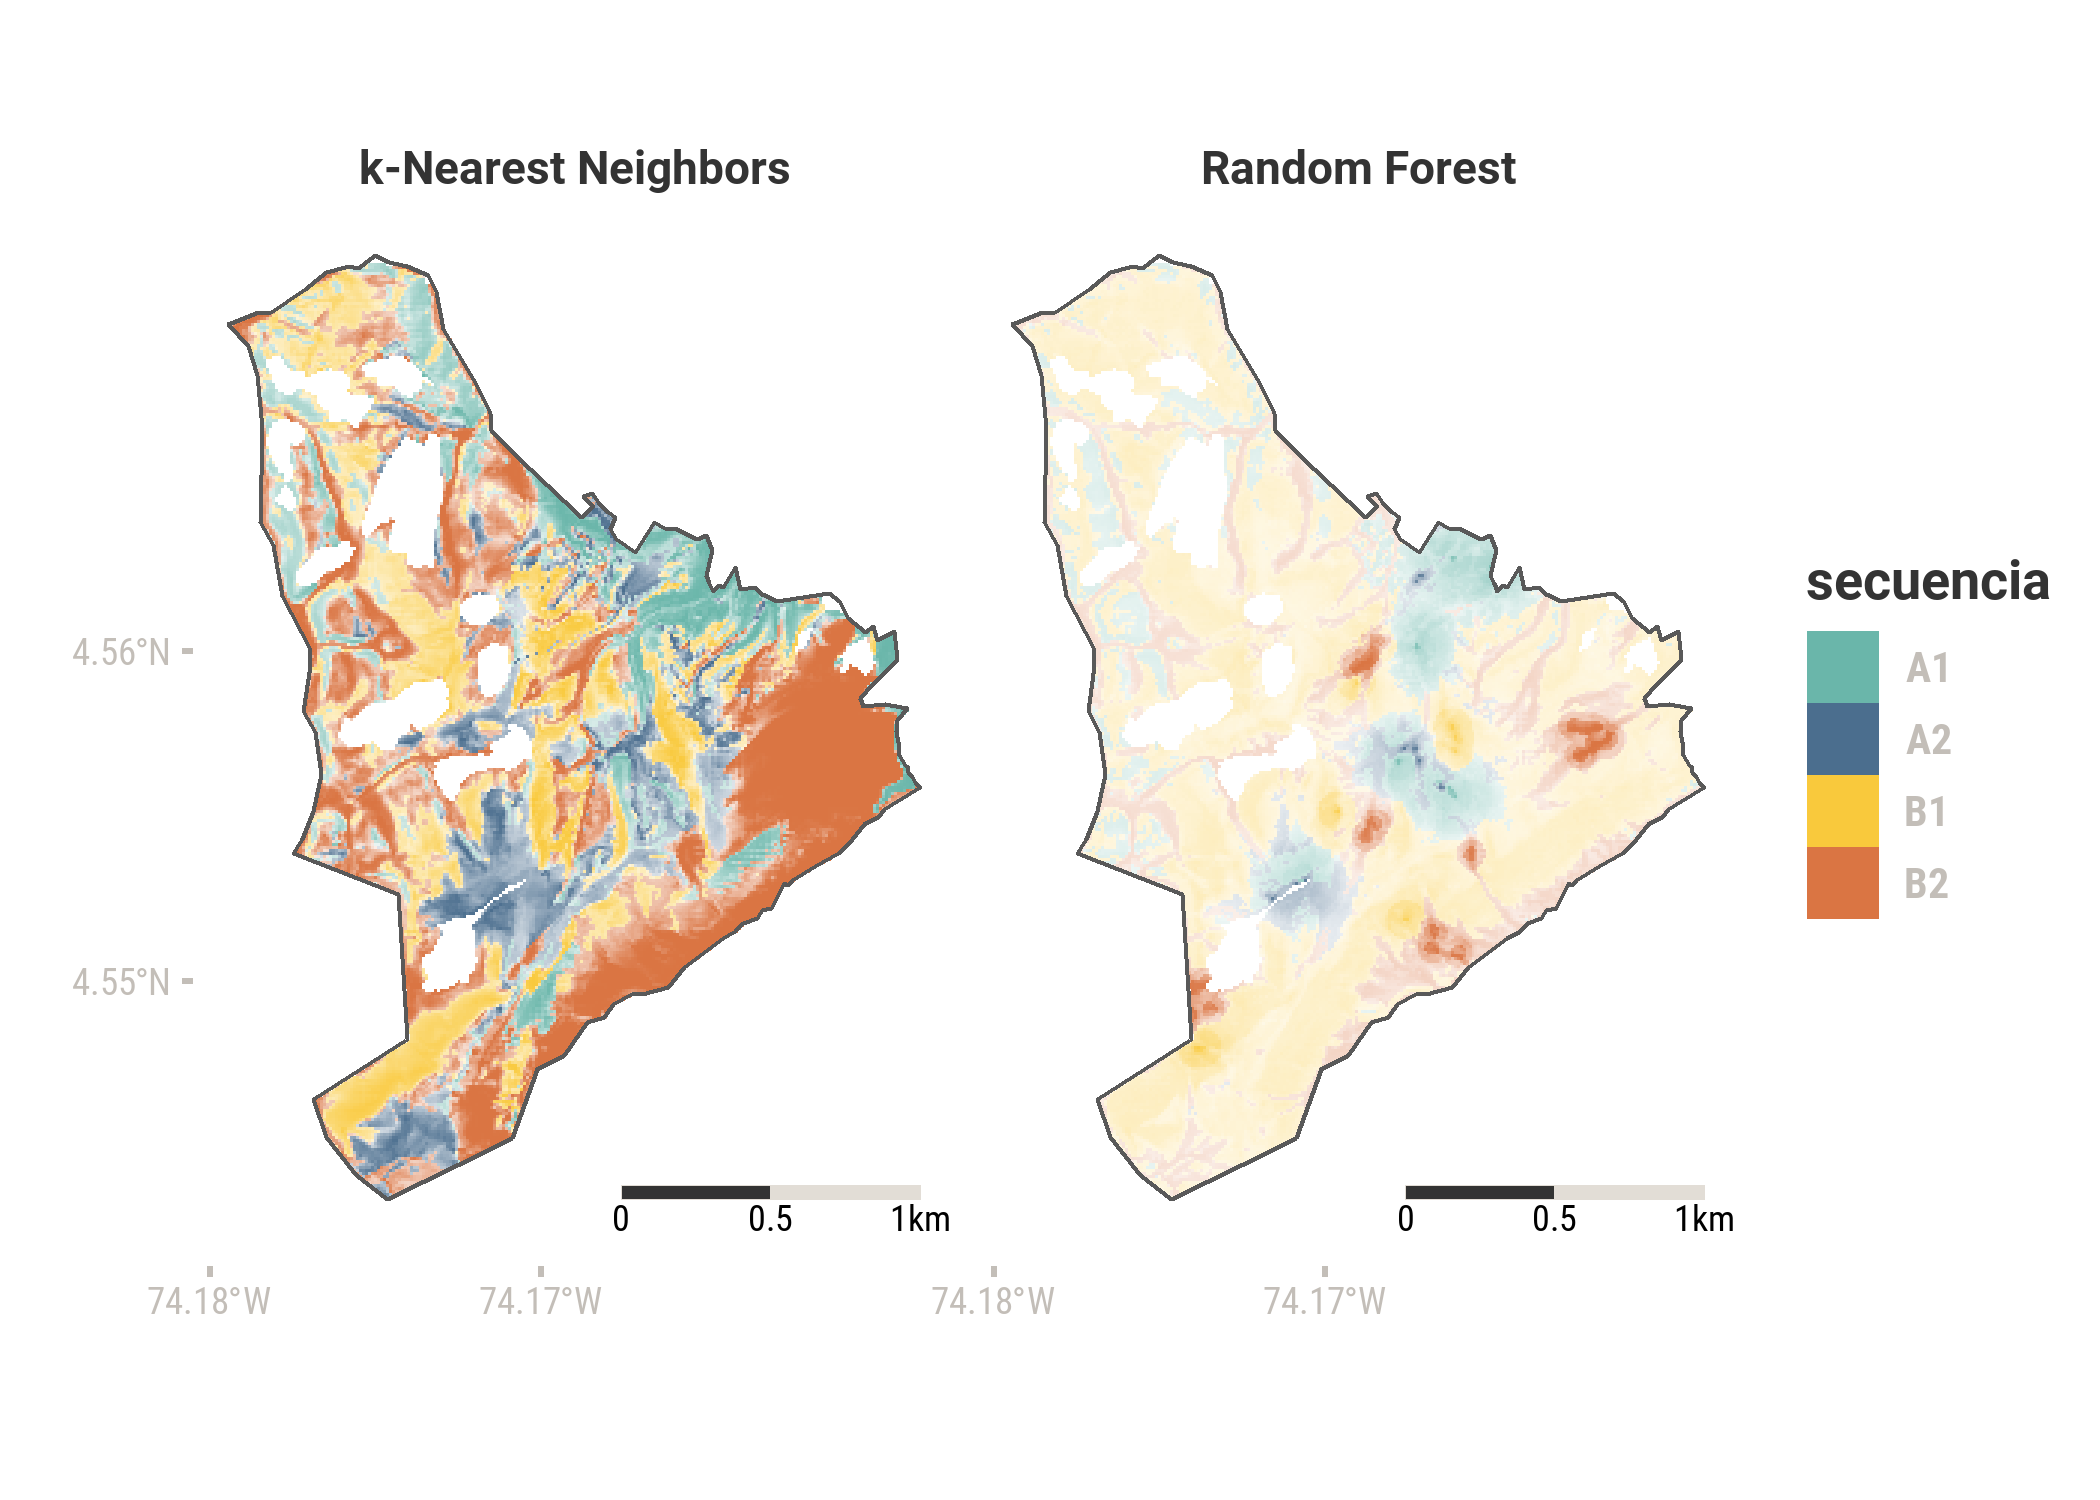 k-Nearest Neighbors
Random Forest
4.56°N
4.55°N
secuencia
A1
A2
B1
B2
0 0.5 1km
0 0.5 1km
74.18°W 74.17°W 74.18°W 74.17°W